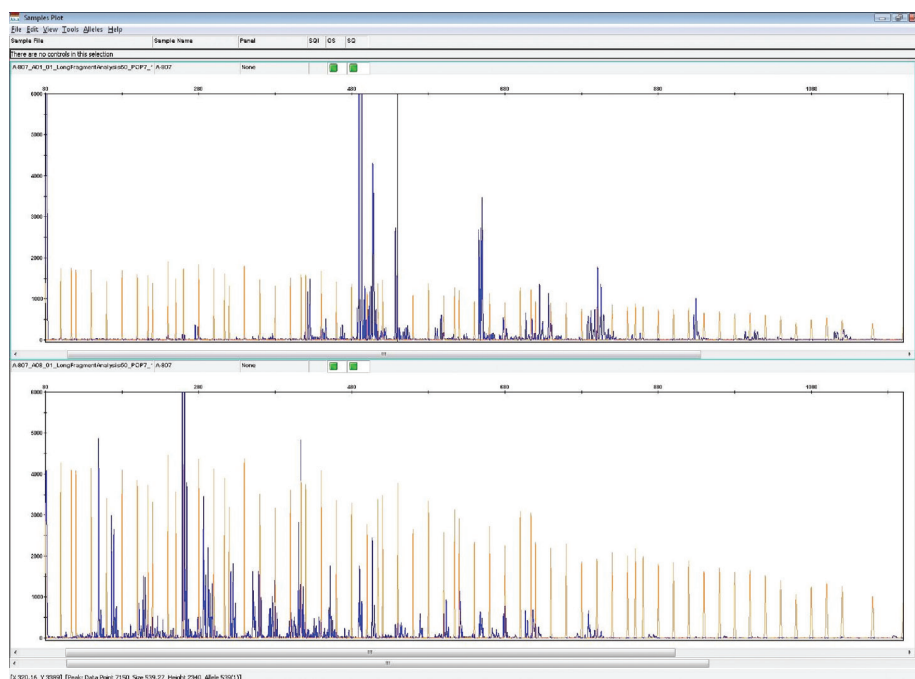 Samples Plot
File Edit View Tools Alleles Help
Sample File Sample Name Panel SQI OS SQ
There are no controls in this selection
A-807_A01_01_LongFragmentAnalysis60_POP7_ A-807 None
200 400 600 800 1000
6000
5000
4000
3000
2000
1000
0
A-807_A08_01_LongFragmentAnalysis60_POP7_ A-807 None
200 400 600 800 1000
6000
5000
4000
3000
2000
1000
0